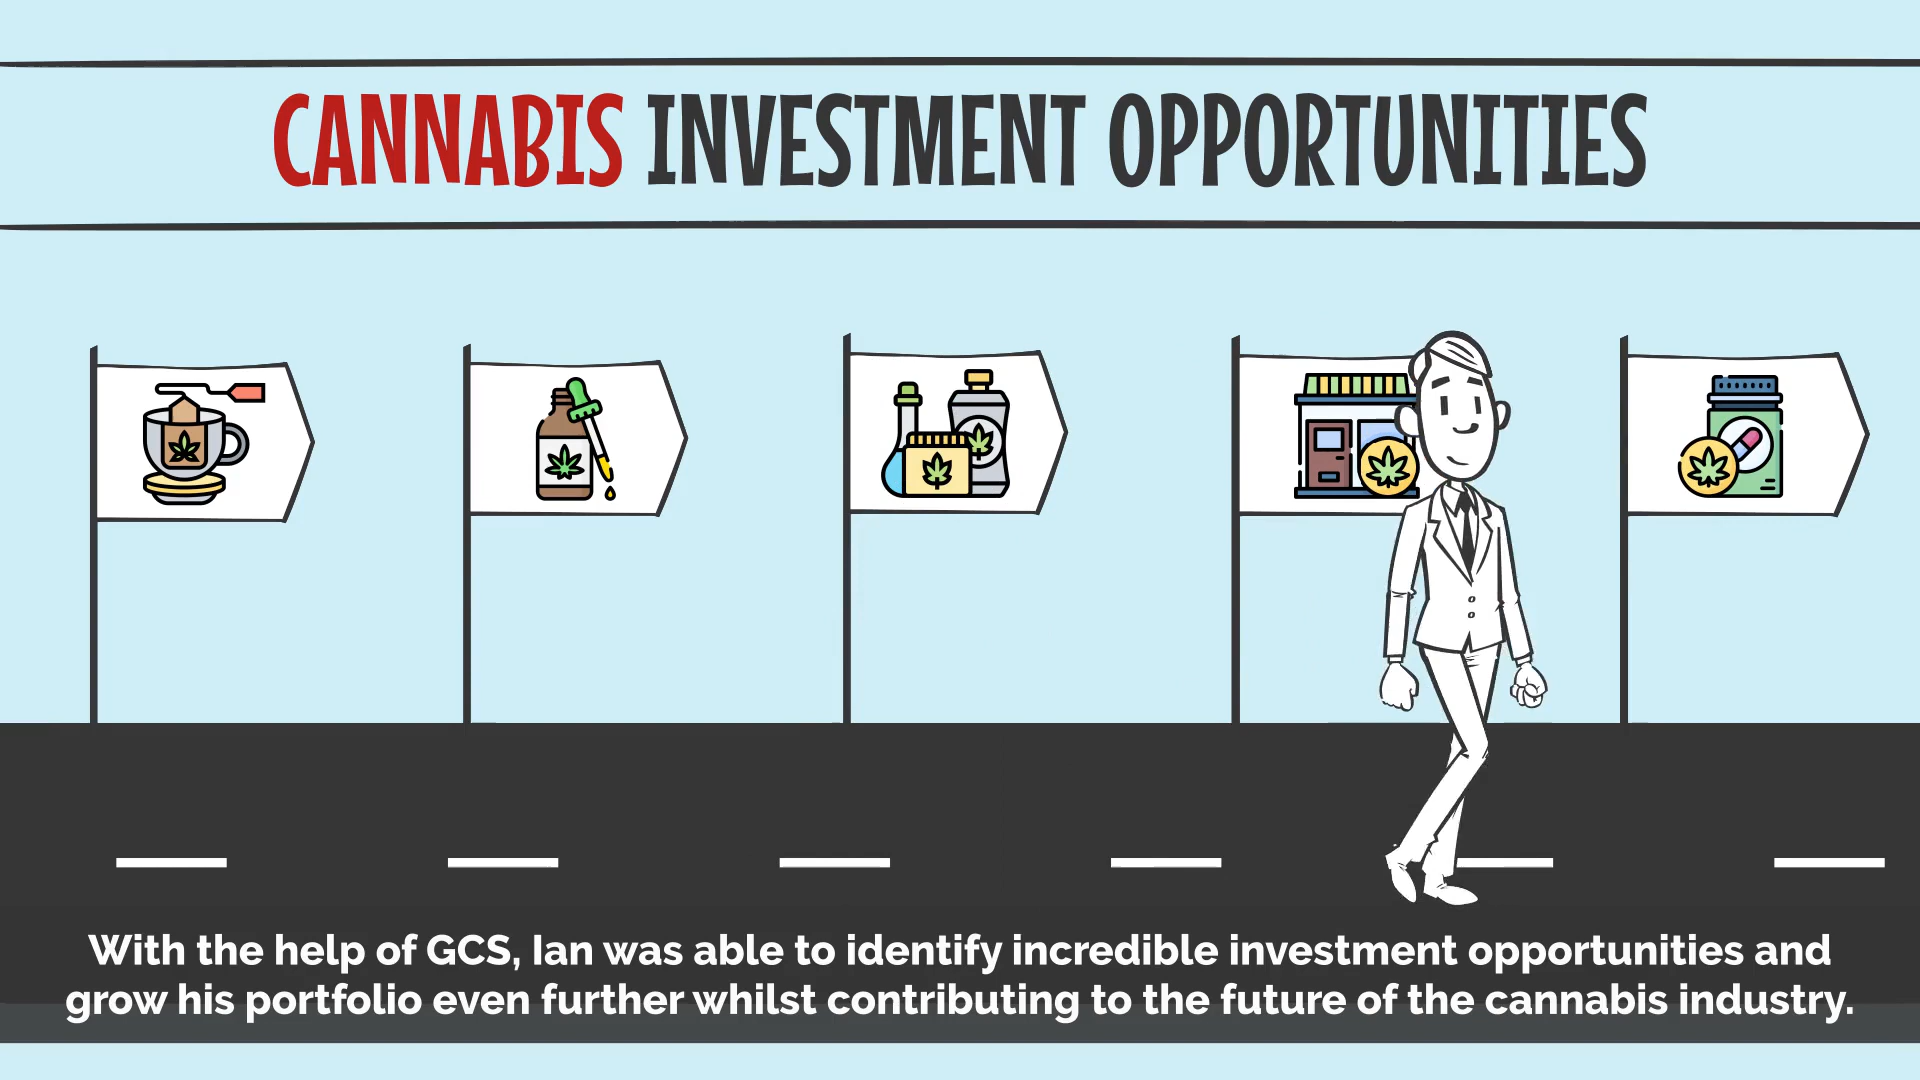 CANNABIS INVESTMENT OPPORTUNITIES
With the help of GCS, Ian was able to identify incredible investment opportunities and
grow his portfolio even further whilst contributing to the future of the cannabis industry.